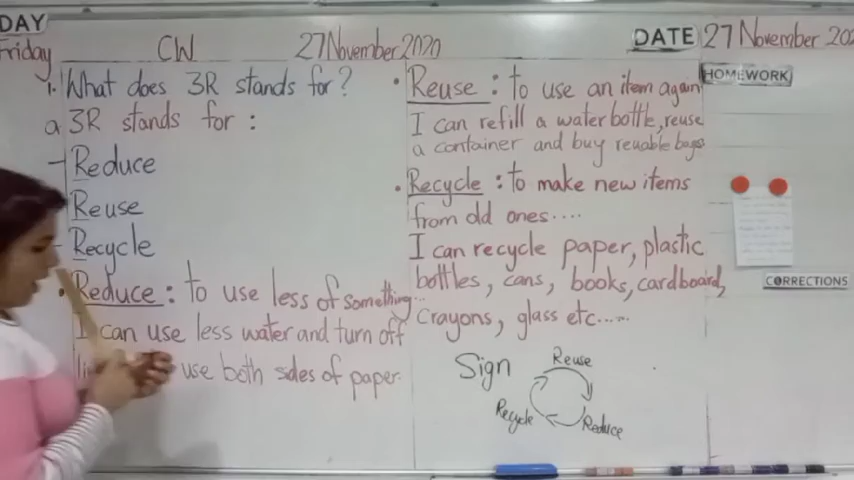 DAY
Friday
CW
27 November 2020
DATE 27 November 202
1. What does 3R stands for?
a 3R stands for :
- Reduce
Reuse
- Recycle
• Reduce : to use less of something...
I can use less water and turn off
use both sides of paper.
• Reuse : to use an item again
I can refill a water bottle, reuse
a container and buy reuable bags
• Recycle : to make new items
from old ones....
I can recycle paper, plastic
bottles, cans, books, cardboard,
crayons, glass etc.....
Sign
Reuse
Recycle
Reduce
HOMEWORK
CORRECTIONS